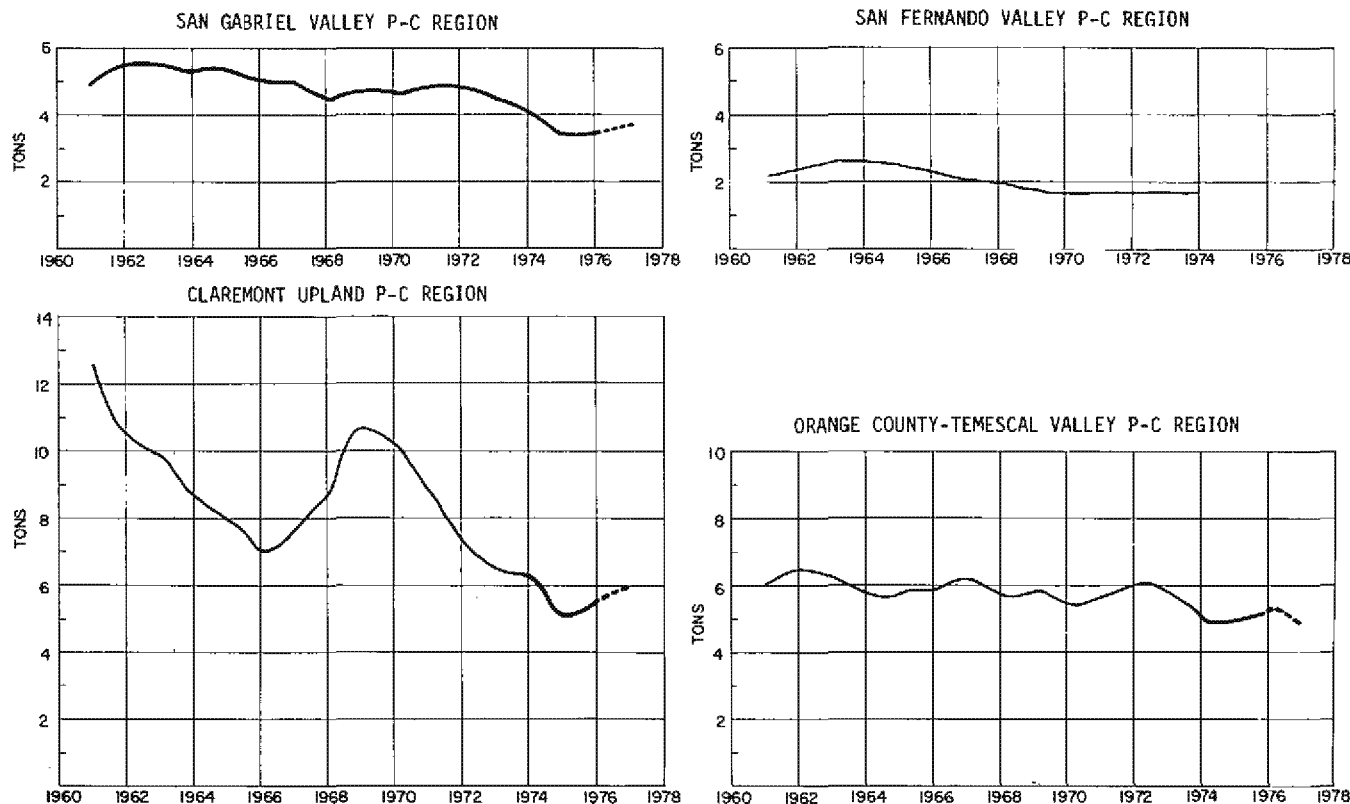 SAN GABRIEL VALLEY P-C REGION
6
4
2
TONS
1960 1962 1964 1966 1968 1970 1972 1974 1976 1978
SAN FERNANDO VALLEY P-C REGION
6
4
2
TONS
1960 1962 1964 1966 1968 1970 1972 1974 1976 1978
CLAREMONT UPLAND P-C REGION
14
12
10
8
6
4
2
TONS
1960 1962 1964 1966 1968 1970 1972 1974 1976 1978
ORANGE COUNTY-TEMESCAL VALLEY P-C REGION
10
8
6
4
2
TONS
1960 1962 1964 1966 1968 1970 1972 1974 1976 1978